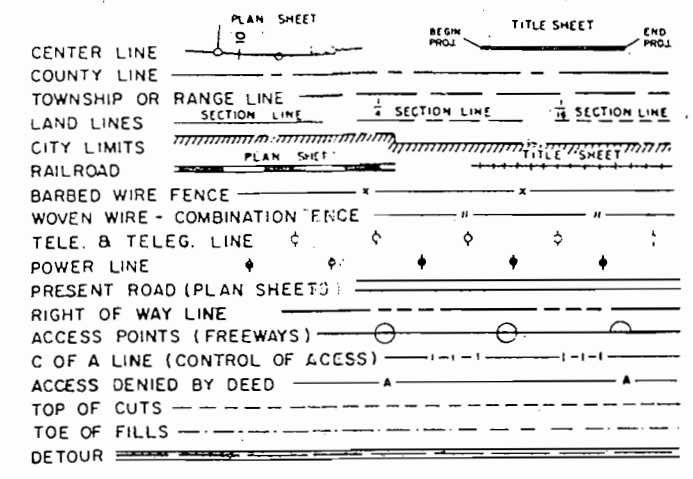 PLAN SHEET
TITLE SHEET
BEGIN PROJ.
END PROJ.
10
CENTER LINE
COUNTY LINE
TOWNSHIP OR RANGE LINE
LAND LINES SECTION LINE 1/4 SECTION LINE 1/16 SECTION LINE
CITY LIMITS
PLAN SHEET TITLE SHEET
RAILROAD
BARBED WIRE FENCE x x
WOVEN WIRE - COMBINATION FENCE
TELE. & TELEG. LINE
POWER LINE
PRESENT ROAD (PLAN SHEETS)
RIGHT OF WAY LINE
ACCESS POINTS (FREEWAYS)
C OF A LINE (CONTROL OF ACCESS)
ACCESS DENIED BY DEED A A
TOP OF CUTS
TOE OF FILLS
DETOUR